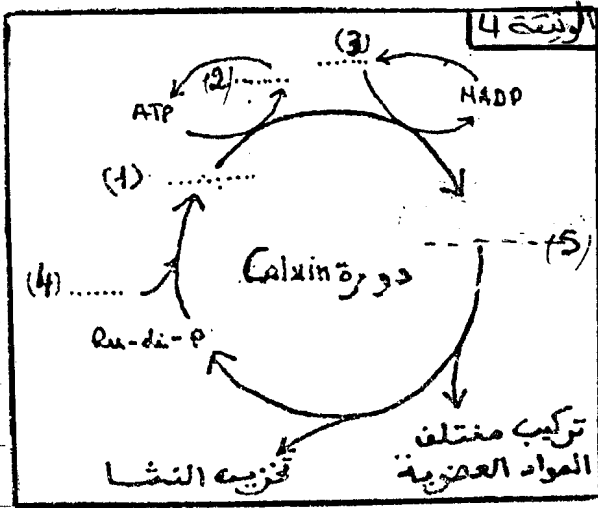 الوثيقة 4
(3) ......
(2) ......
ATP
NADP
(1) .........
- - - - - - (5)
(4) .......
دورة Calvin
Ru-di-P
تركيب مختلف
المواد العضوية
تخزين النشا